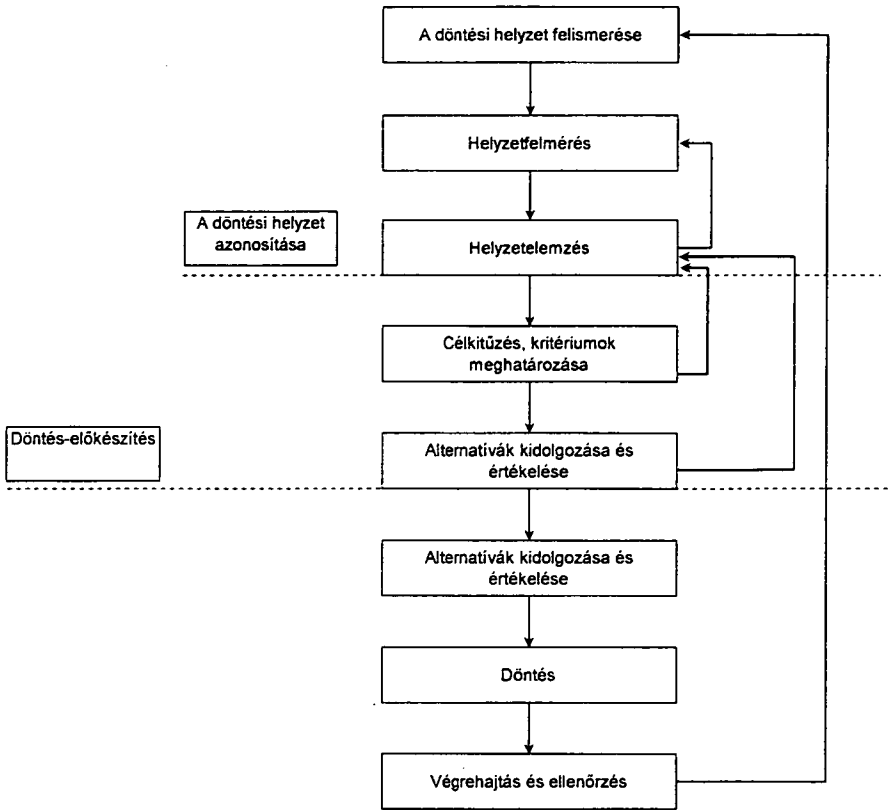 A döntési helyzet felismerése
Helyzetfelmérés
A döntési helyzet
azonosítása
Helyzetelemzés
Célkitűzés, kritériumok
meghatározása
Döntés-előkészítés
Alternatívák kidolgozása és
értékelése
Alternatívák kidolgozása és
értékelése
Döntés
Végrehajtás és ellenőrzés